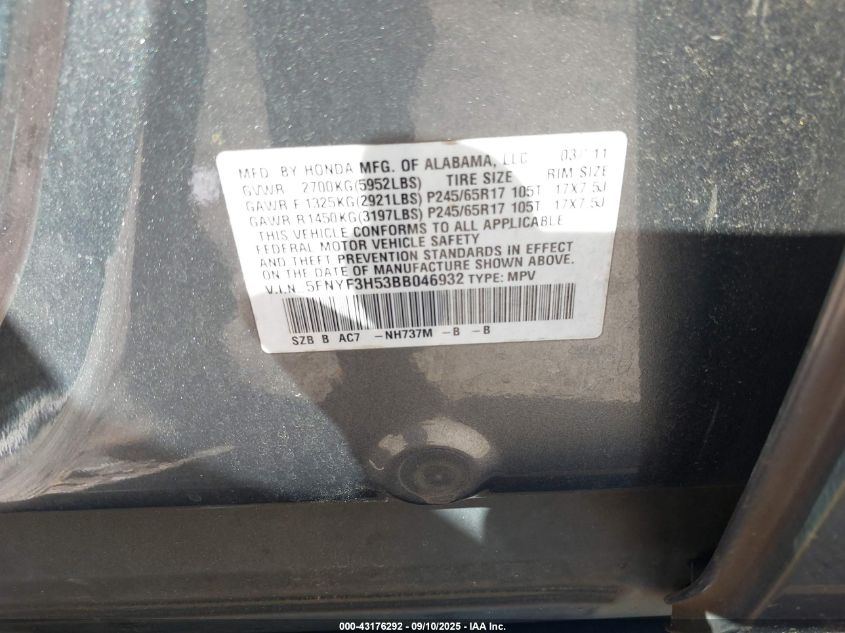 MFD. BY HONDA MFG. OF ALABAMA, LLC 03/11
GVWR 2700KG(5952LBS) TIRE SIZE RIM SIZE
GAWR F 1325KG(2921LBS) P245/65R17 105T 17X7.5J
GAWR R1450KG(3197LBS) P245/65R17 105T 17X7.5J
THIS VEHICLE CONFORMS TO ALL APPLICABLE
FEDERAL MOTOR VEHICLE SAFETY
AND THEFT PREVENTION STANDARDS IN EFFECT
ON THE DATE OF MANUFACTURE SHOWN ABOVE.
V.I.N. 5FNYF3H53BB046932 TYPE: MPV
SZB B AC7 -NH737M -B -B
000-43176292 - 09/10/2025 - IAA Inc.